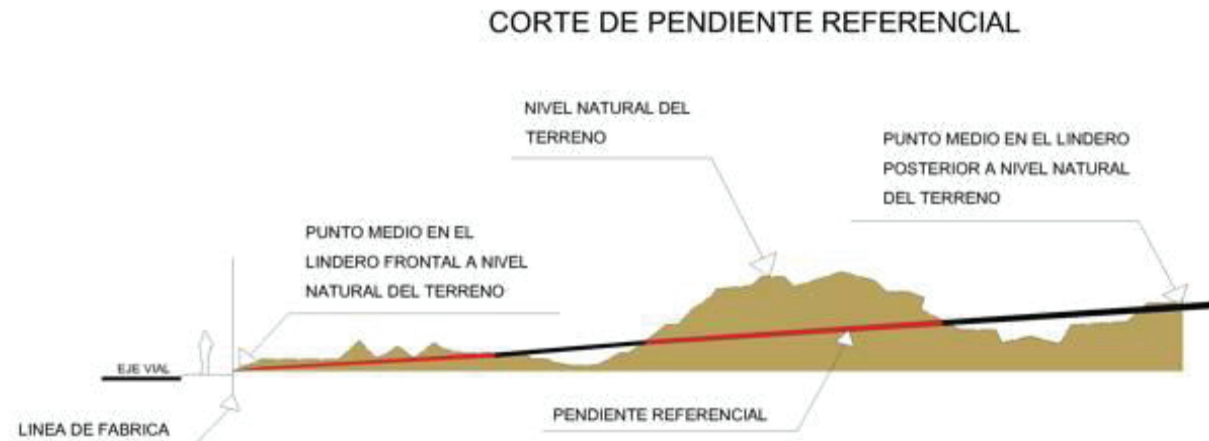 CORTE DE PENDIENTE REFERENCIAL
NIVEL NATURAL DEL
TERRENO
PUNTO MEDIO EN EL LINDERO
POSTERIOR A NIVEL NATURAL
DEL TERRENO
PUNTO MEDIO EN EL
LINDERO FRONTAL A NIVEL
NATURAL DEL TERRENO
EJE VIAL
PENDIENTE REFERENCIAL
LINEA DE FABRICA